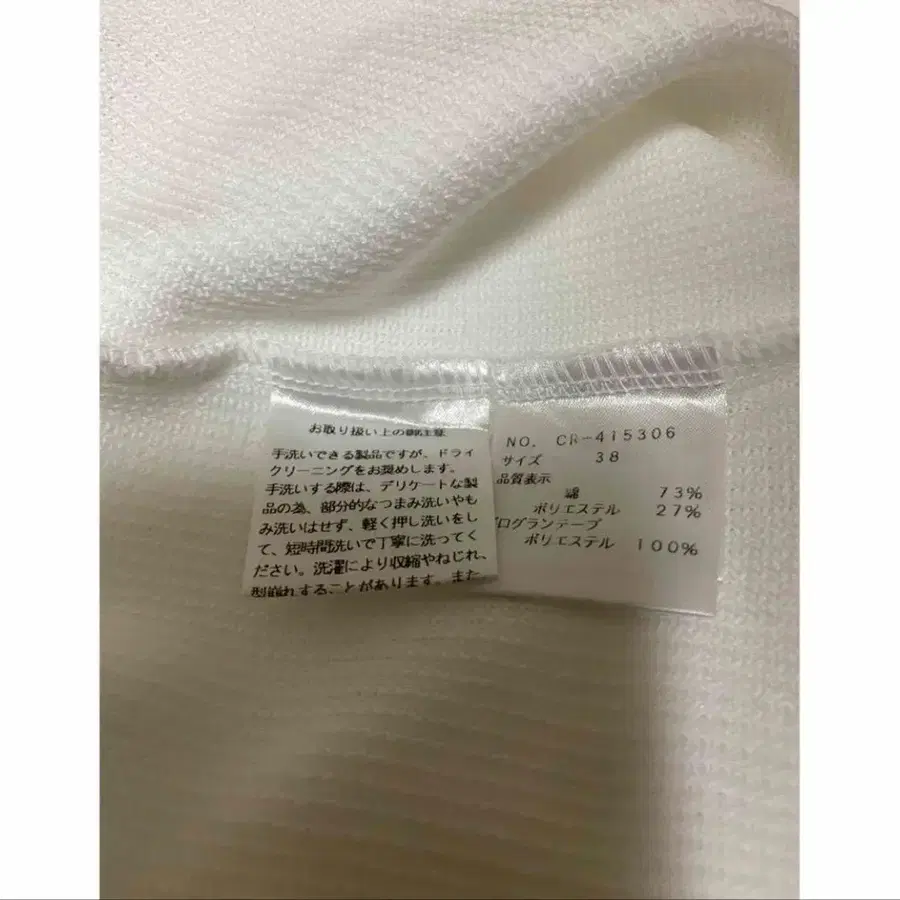 お取り扱い上の御注意
手洗いできる製品ですが、ドライ
クリーニングをお奨めします。
手洗いする際は、デリケートな製
品の為、部分的なつまみ洗いやも
み洗いはせず、軽く押し洗いをし
て、短時間洗いで丁寧に洗ってく
ださい。洗濯により収縮やねじれ、
型崩れすることがあります。また
NO. CR-415306
サイズ 38
品質表示
綿 73%
ポリエステル 27%
グログランテープ
ポリエステル 100%